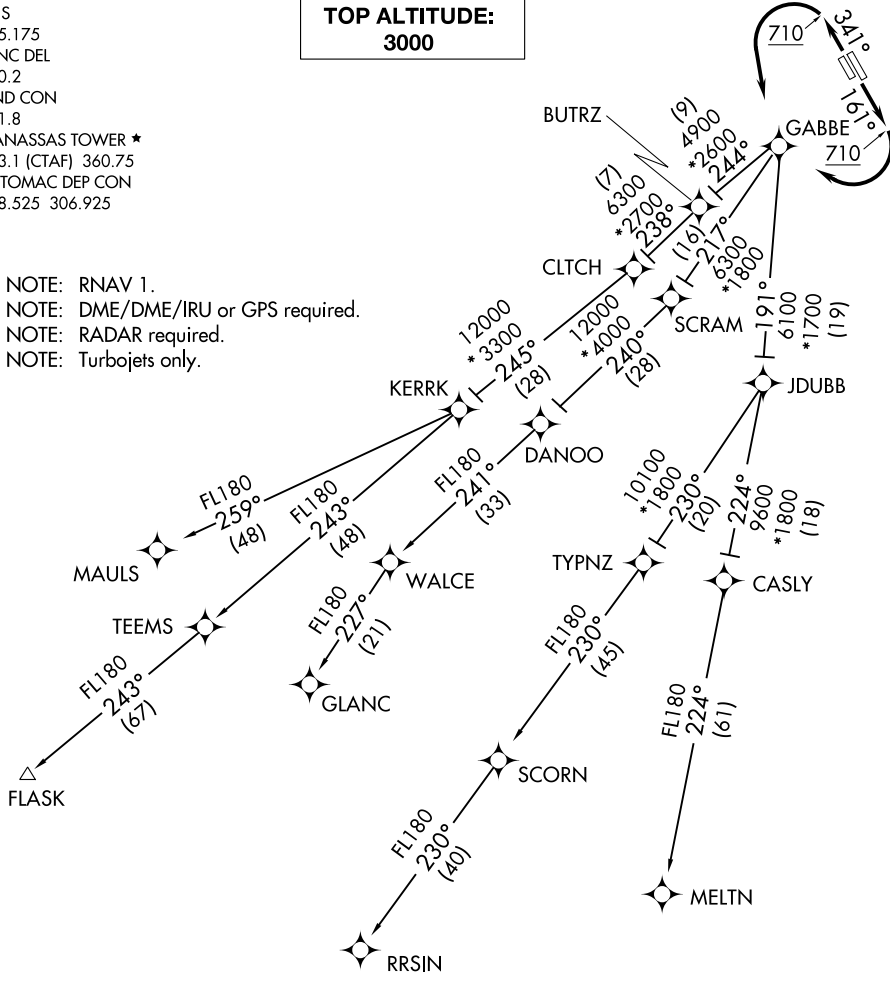 S
5.175
NC DEL
0.2
ND CON
1.8
ANASSAS TOWER ★
3.1 (CTAF) 360.75
TOMAC DEP CON
8.525 306.925
TOP ALTITUDE:
3000
NOTE: RNAV 1.
NOTE: DME/DME/IRU or GPS required.
NOTE: RADAR required.
NOTE: Turbojets only.
710
341°
161°
710
GABBE
BUTRZ
(9)
4900
*2600
244°
(7)
6300
*2700
238°
CLTCH
(16)
217°
6300
*1800
SCRAM
191°
6100
*1700
(19)
JDUBB
12000
* 3300
245°
(28)
KERRK
12000
* 4000
240°
(28)
DANOO
FL180
259°
(48)
MAULS
FL180
243°
(48)
TEEMS
FL180
241°
(33)
WALCE
FL180
227°
(21)
GLANC
FL180
243°
(67)
FLASK
10100
*1800
230°
(20)
TYPNZ
224°
9600
*1800
(18)
CASLY
FL180
230°
(45)
SCORN
FL180
224°
(61)
MELTN
FL180
230°
(40)
RRSIN